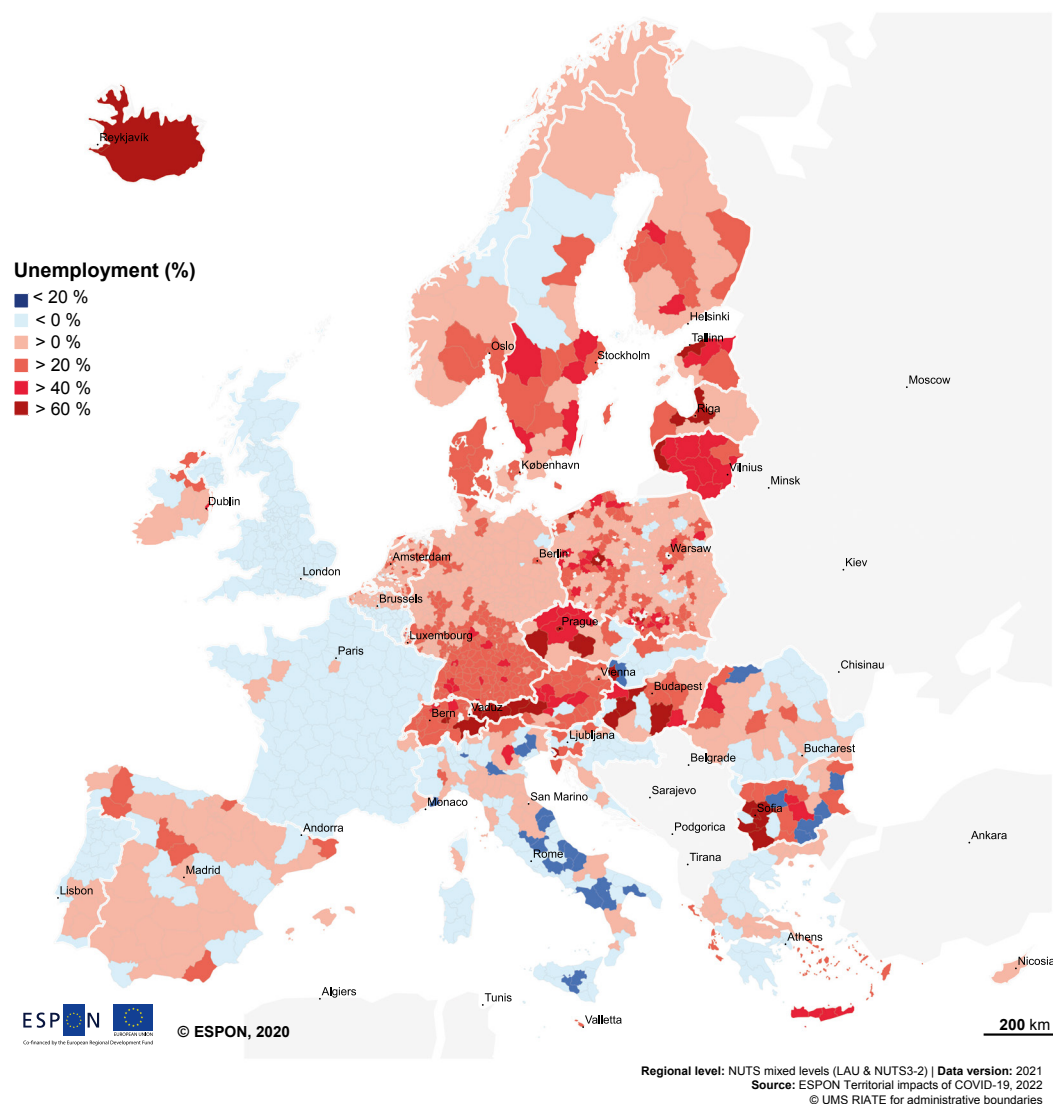 Reykjavík
Unemployment (%)
< 20 %
< 0 %
> 0 %
> 20 %
> 40 %
> 60 %
Helsinki
Tallinn
Oslo
Stockholm
Moscow
Riga
København
Vilnius
Minsk
Dublin
Amsterdam
Berlin
Warsaw
London
Kiev
Brussels
Prague
Luxembourg
Paris
Vienna
Chisinau
Budapest
Bern
Vaduz
Ljubljana
Bucharest
Belgrade
Monaco
San Marino
Sarajevo
Sofia
Andorra
Podgorica
Ankara
Rome
Tirana
Madrid
Lisbon
Athens
Nicosia
Algiers
Tunis
Valletta
ESPON
EUROPEAN UNION
Co-financed by the European Regional Development Fund
© ESPON, 2020
200 km
Regional level: NUTS mixed levels (LAU & NUTS3-2) | Data version: 2021
Source: ESPON Territorial impacts of COVID-19, 2022
© UMS RIATE for administrative boundaries